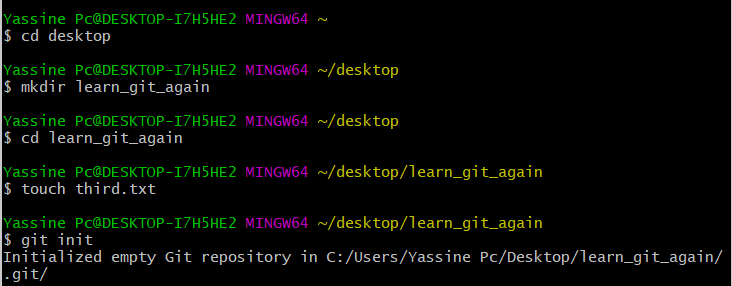 Yassine Pc@DESKTOP-I7H5HE2 MINGW64 ~
$ cd desktop
Yassine Pc@DESKTOP-I7H5HE2 MINGW64 ~/desktop
$ mkdir learn_git_again
Yassine Pc@DESKTOP-I7H5HE2 MINGW64 ~/desktop
$ cd learn_git_again
Yassine Pc@DESKTOP-I7H5HE2 MINGW64 ~/desktop/learn_git_again
$ touch third.txt
Yassine Pc@DESKTOP-I7H5HE2 MINGW64 ~/desktop/learn_git_again
$ git init
Initialized empty Git repository in C:/Users/Yassine Pc/Desktop/learn_git_again/
.git/